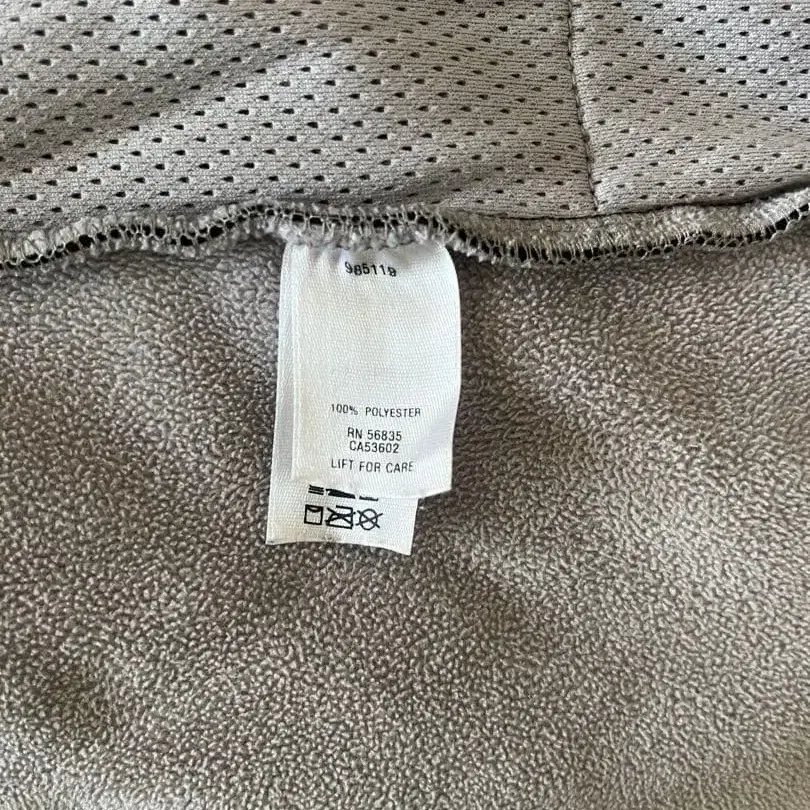 985119
100% POLYESTER
RN 56835
CA53602
LIFT FOR CARE